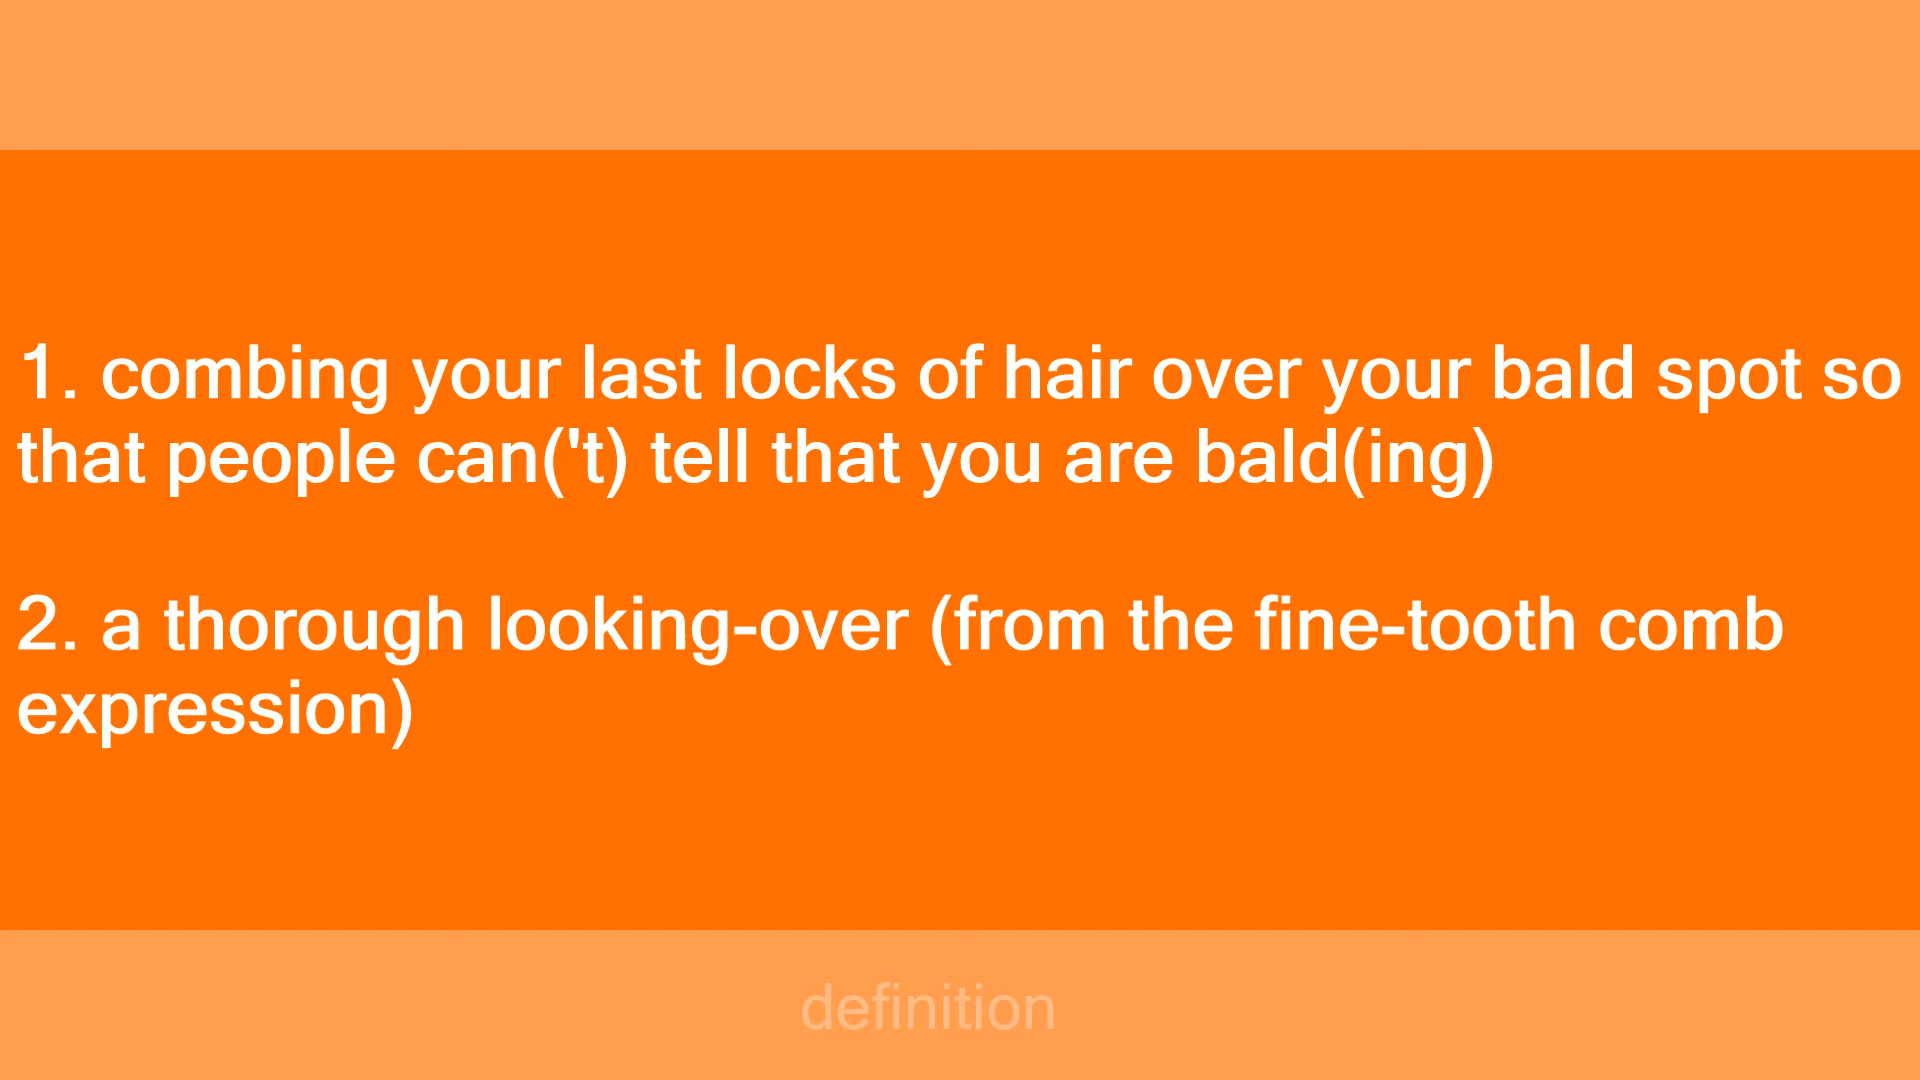 1. combing your last locks of hair over your bald spot so
that people can('t) tell that you are bald(ing)
2. a thorough looking-over (from the fine-tooth comb
expression)
definition